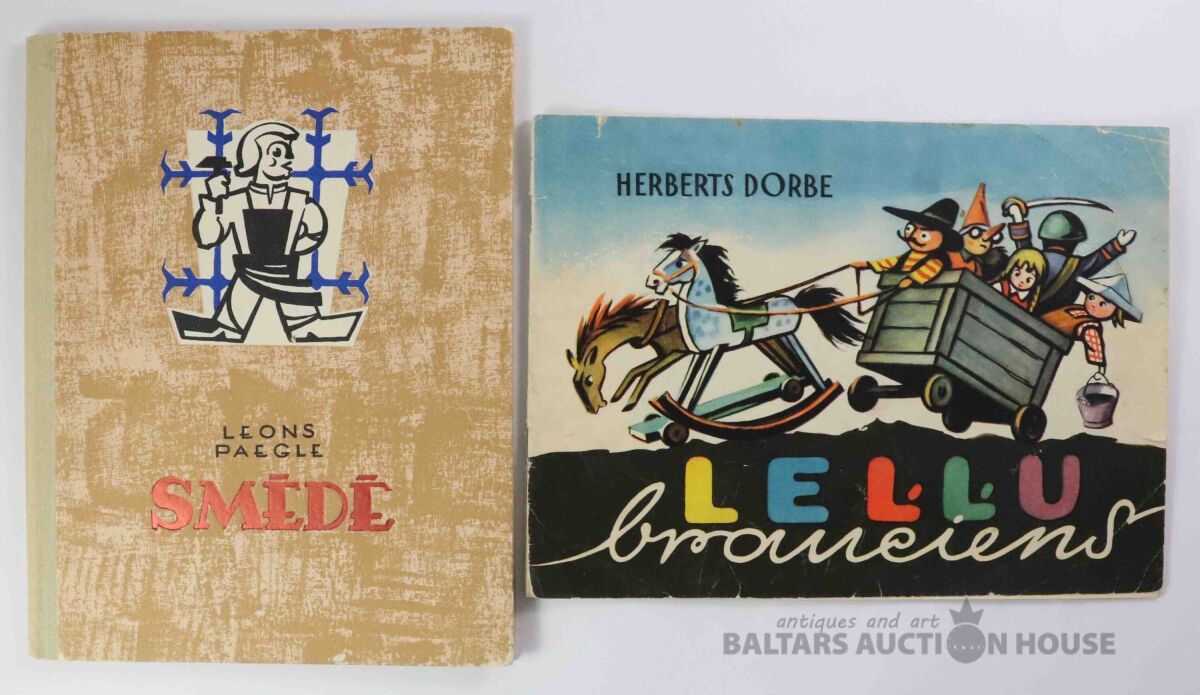 LEONS
PAEGLE
SMĒDĒ
HERBERTS DORBE
LEĻĻU
brauciens
antiques and art
BALTARS AUCTION HOUSE